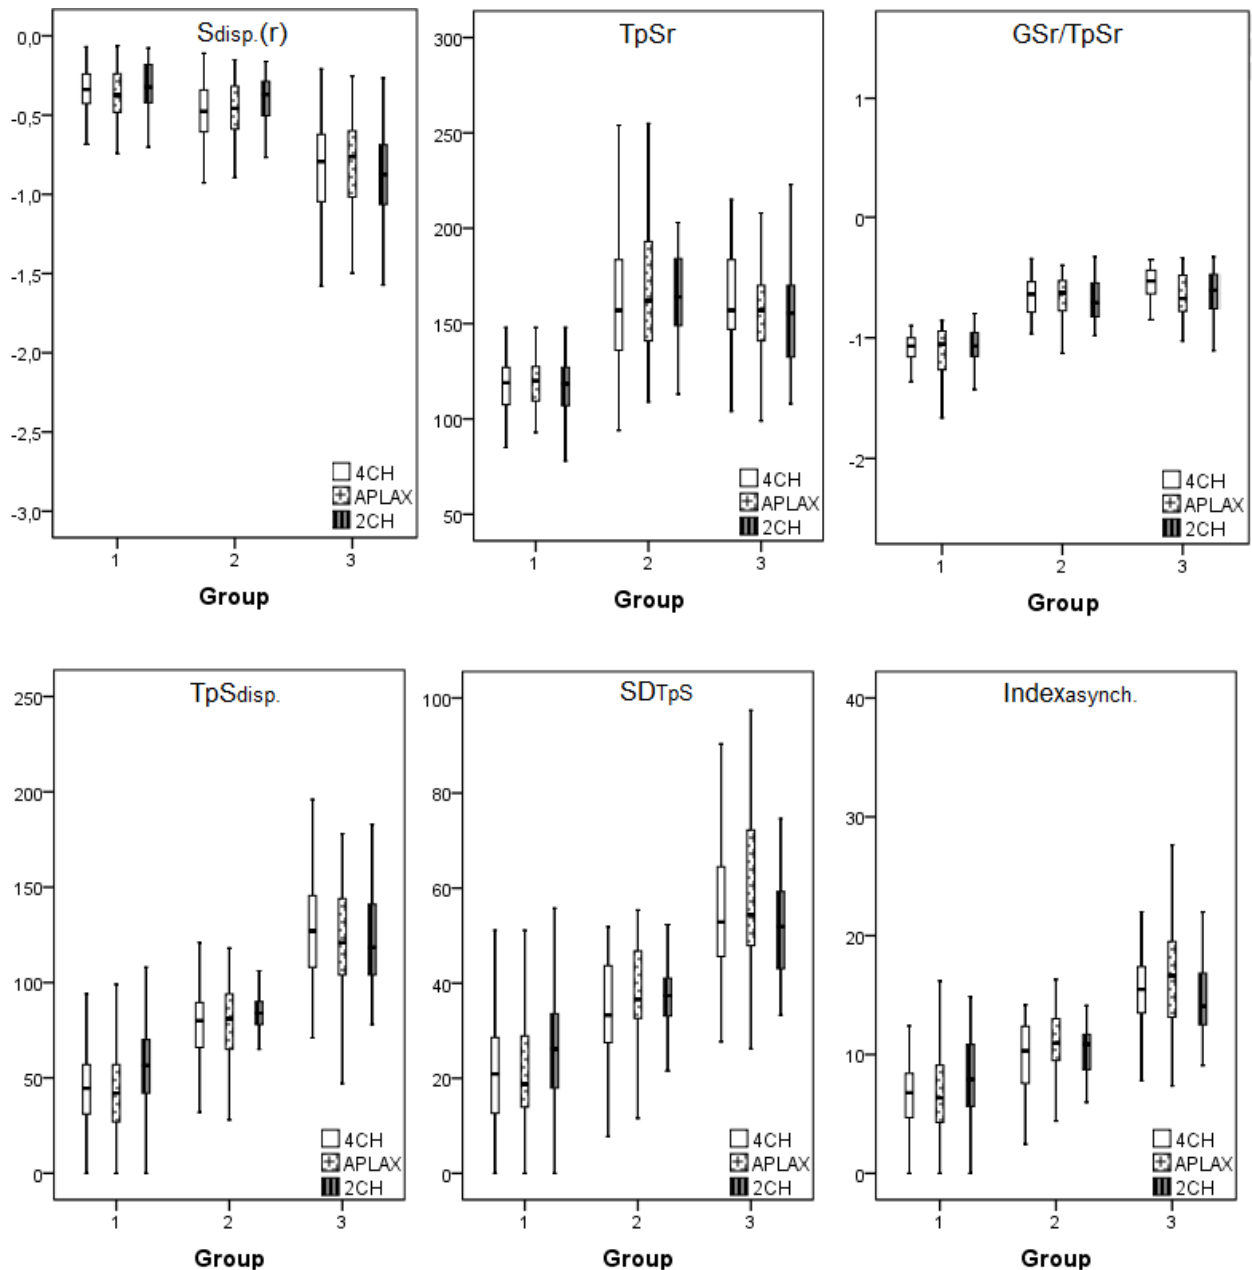 Sdisp.(r)
0,0
-0,5
-1,0
-1,5
-2,0
-2,5
-3,0
4CH
APLAX
2CH
1 2 3
Group
TpSr
300
250
200
150
100
50
4CH
APLAX
2CH
1 2 3
Group
GSr/TpSr
1
0
-1
-2
4CH
APLAX
2CH
1 2 3
Group
TpSdisp.
250
200
150
100
50
0
4CH
APLAX
2CH
1 2 3
Group
SDTpS
100
80
60
40
20
0
4CH
APLAX
2CH
1 2 3
Group
Indexasynch.
40
30
20
10
0
4CH
APLAX
2CH
1 2 3
Group